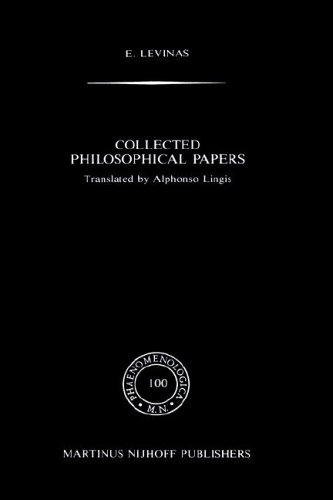 E. LEVINAS
COLLECTED
PHILOSOPHICAL PAPERS
Translated by Alphonso Lingis
PHAENOMENOLOGICA
100
· M.N. ·
MARTINUS NIJHOFF PUBLISHERS